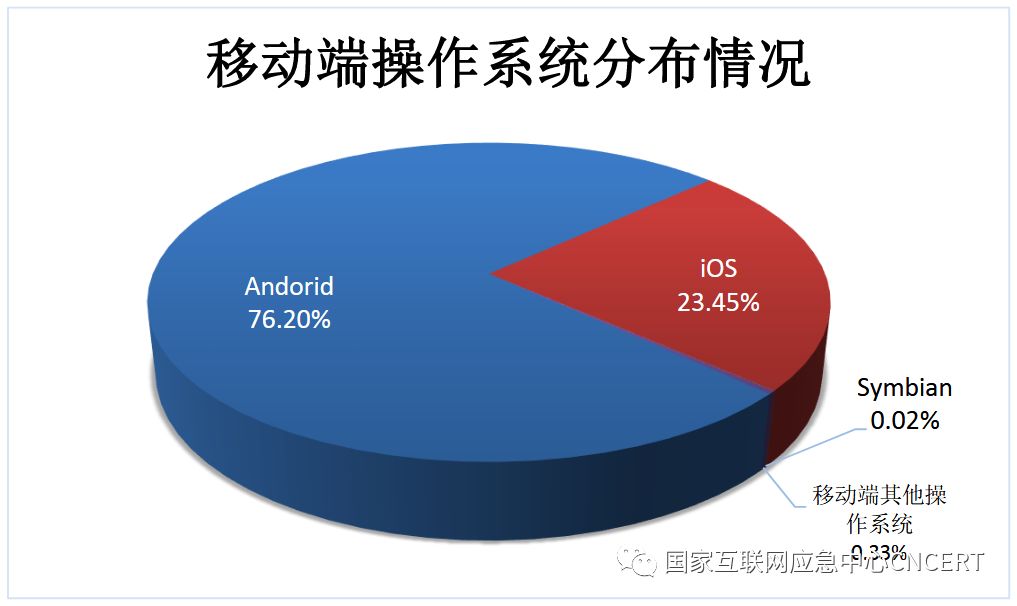 移动端操作系统分布情况
Andorid
76.20%
iOS
23.45%
Symbian
0.02%
移动端其他操
作系统
0.33%
国家互联网应急中心CNCERT